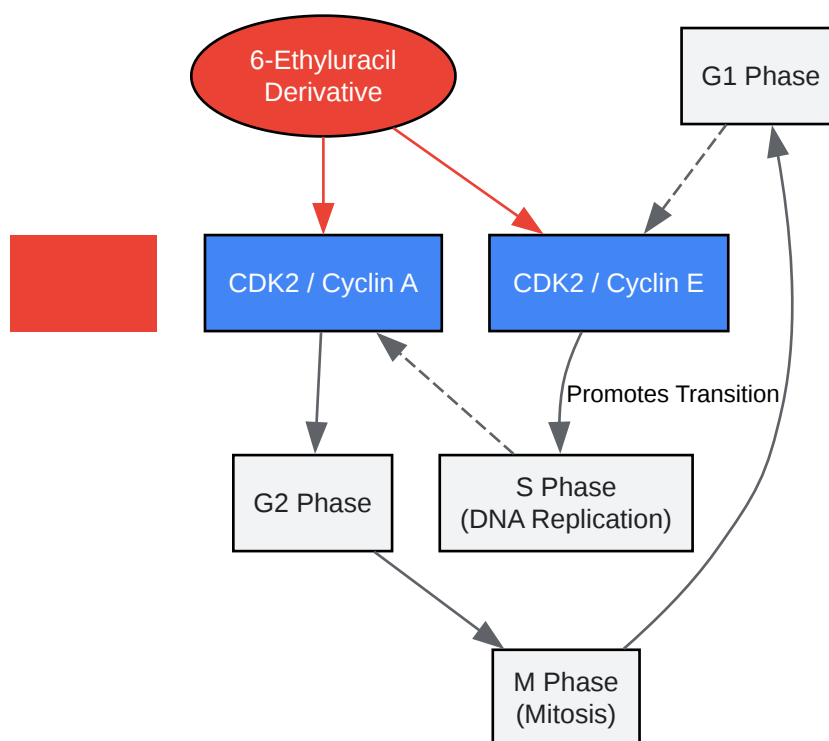 6-Ethyluracil
Derivative
G1 Phase
CDK2 / Cyclin A
CDK2 / Cyclin E
Promotes Transition
G2 Phase
S Phase
(DNA Replication)
M Phase
(Mitosis)